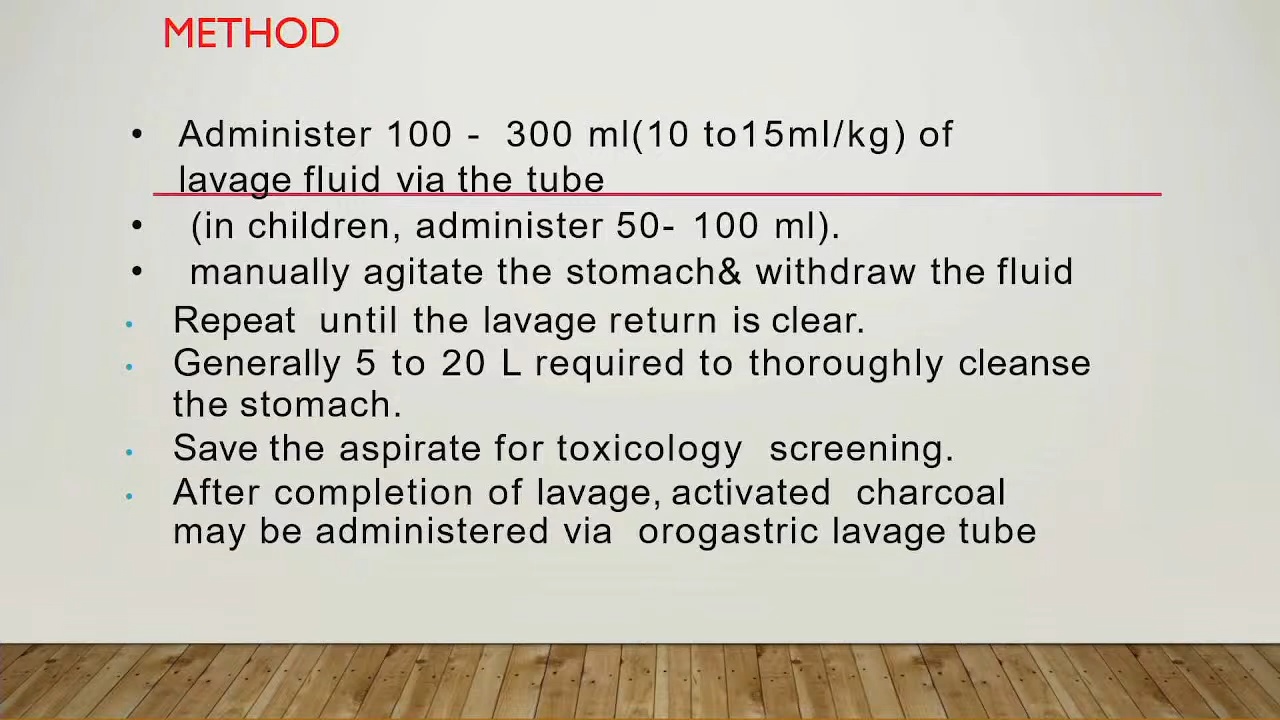 METHOD
• Administer 100 - 300 ml(10 to15ml/kg) of
lavage fluid via the tube
• (in children, administer 50- 100 ml).
• manually agitate the stomach& withdraw the fluid
• Repeat until the lavage return is clear.
• Generally 5 to 20 L required to thoroughly cleanse
the stomach.
• Save the aspirate for toxicology screening.
• After completion of lavage, activated charcoal
may be administered via orogastric lavage tube